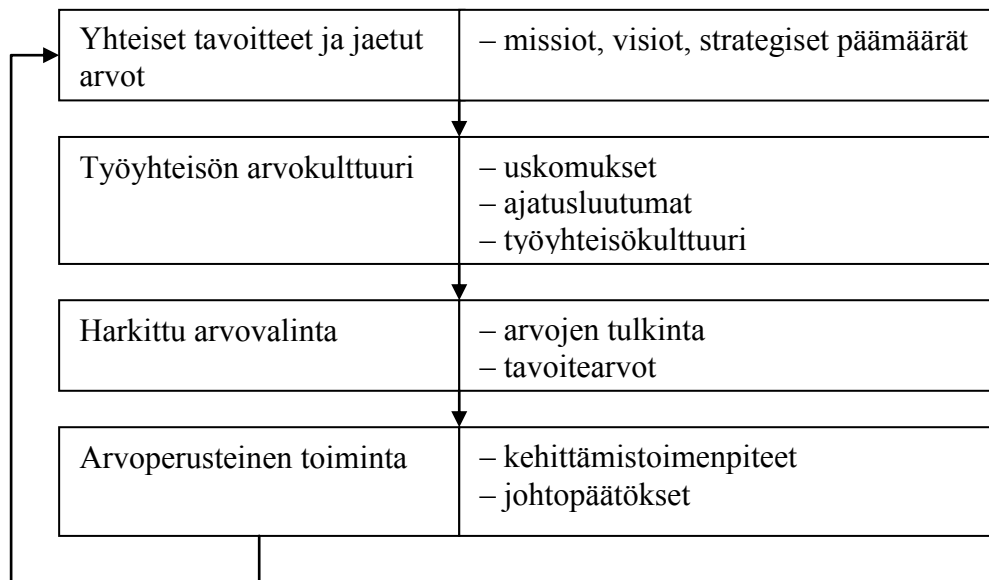 Yhteiset tavoitteet ja jaetut
arvot
– missiot, visiot, strategiset päämäärät
Työyhteisön arvokulttuuri
– uskomukset
– ajatusluutumat
– työyhteisökulttuuri
Harkittu arvovalinta
– arvojen tulkinta
– tavoitearvot
Arvoperusteinen toiminta
– kehittämistoimenpiteet
– johtopäätökset